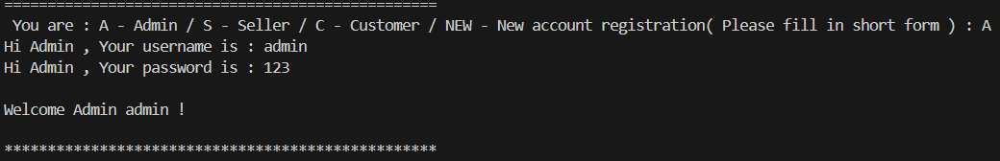 ==================================================
You are : A - Admin / S - Seller / C - Customer / NEW - New account registration( Please fill in short form ) : A
Hi Admin , Your username is : admin
Hi Admin , Your password is : 123
Welcome Admin admin !
**************************************************